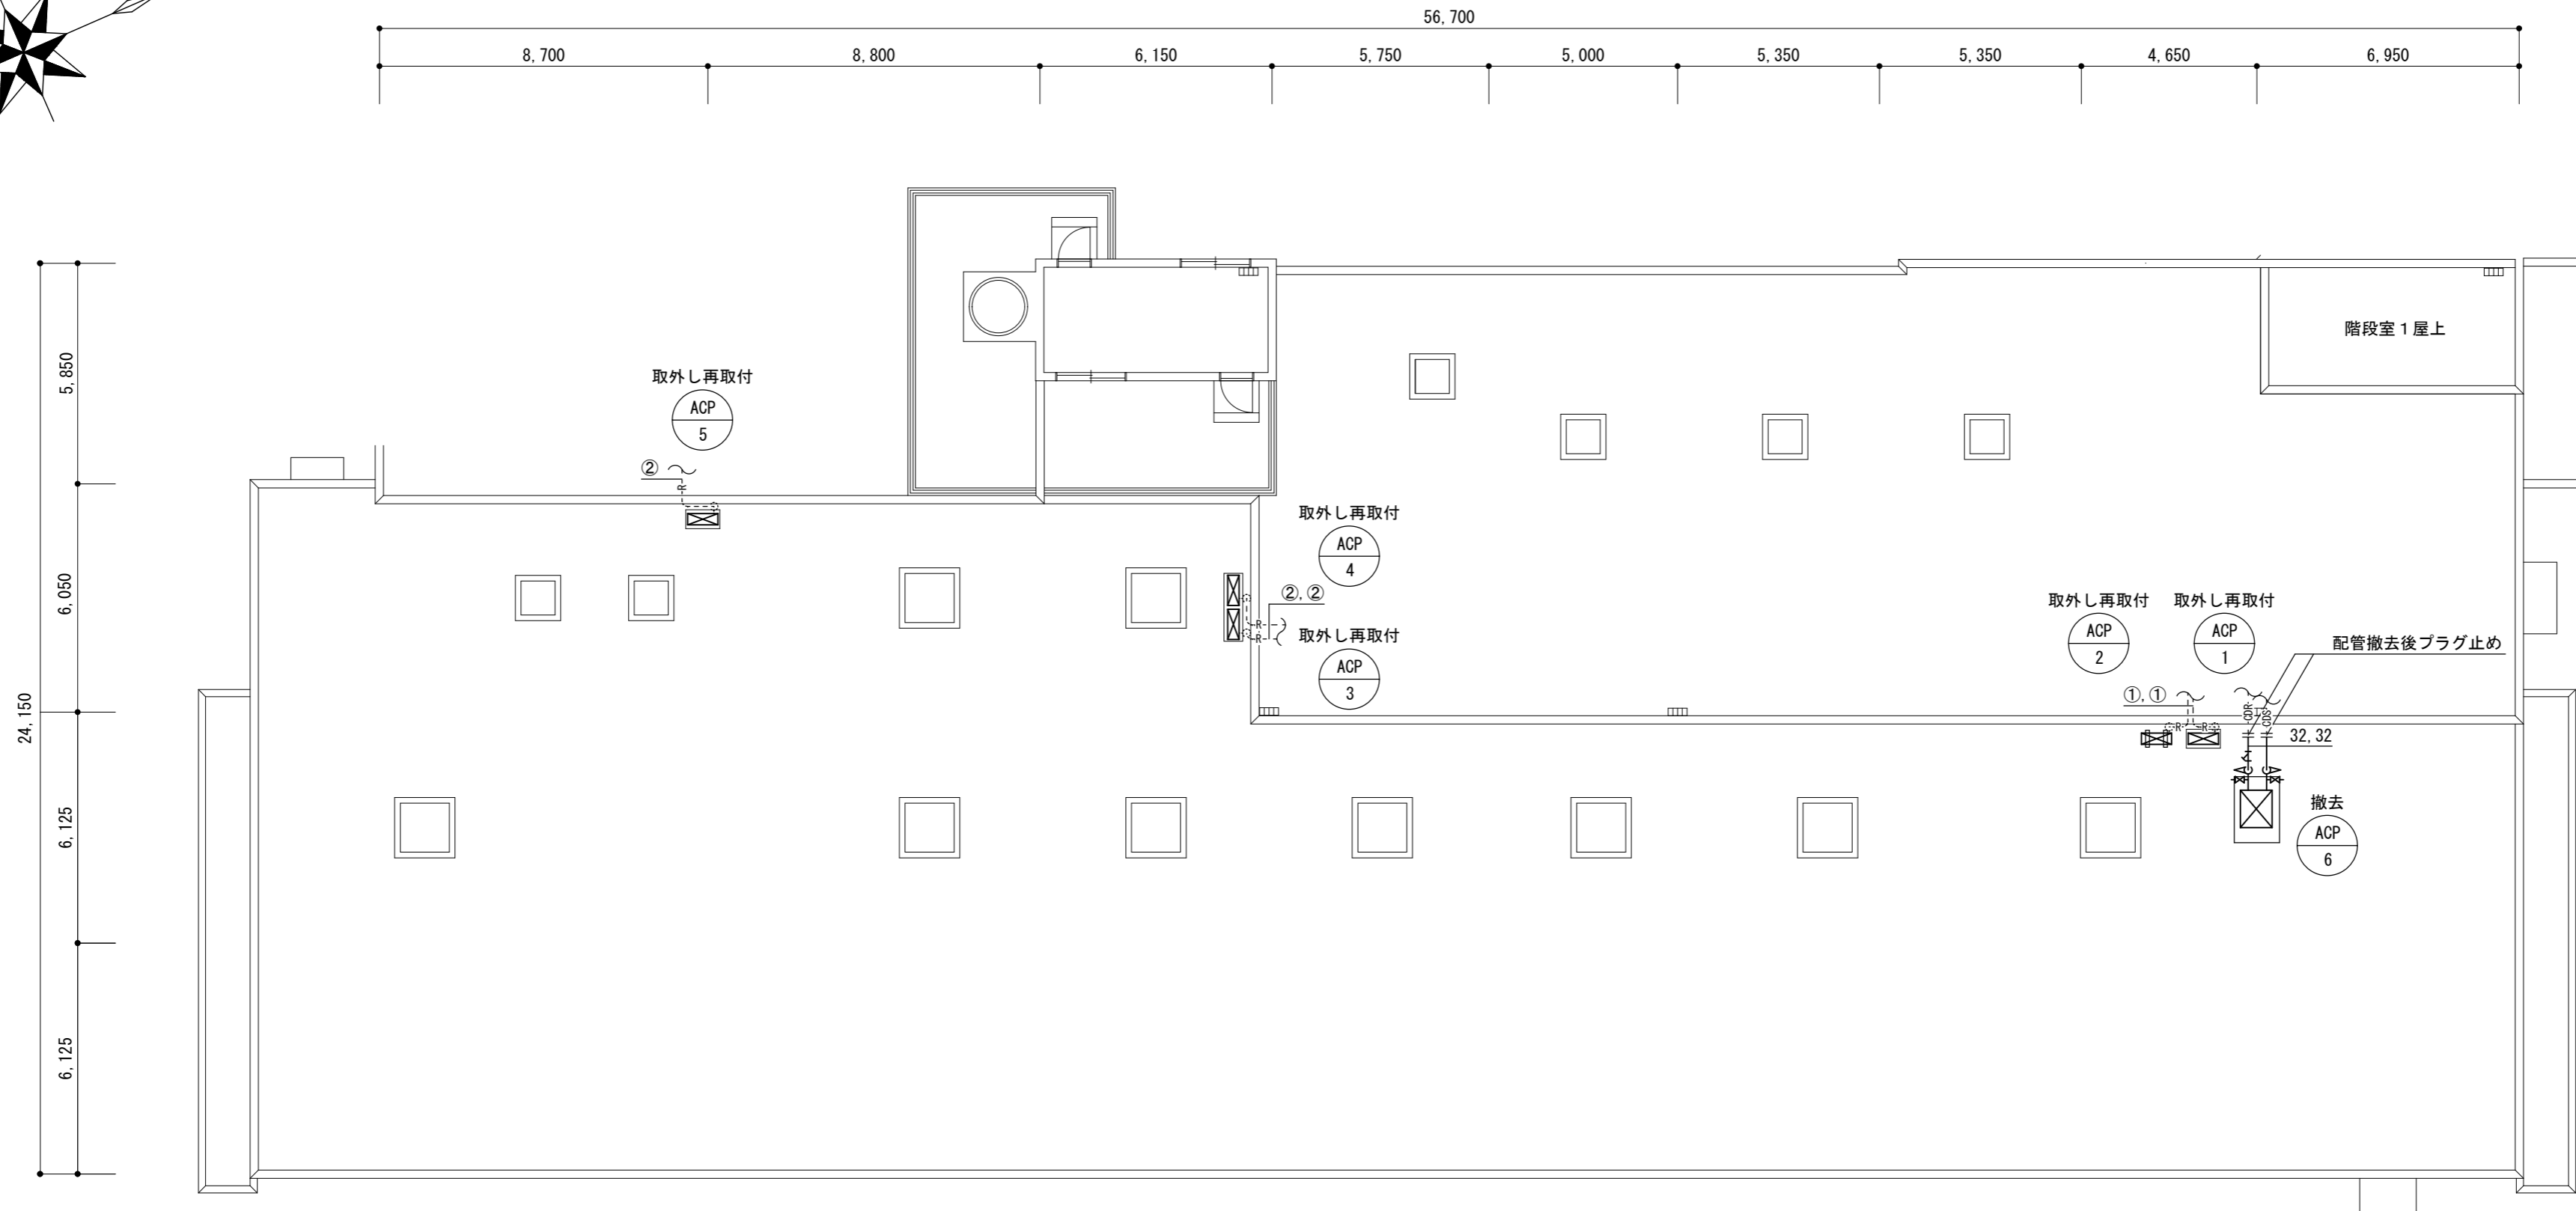 56,700
8,700
8,800
6,150
5,750
5,000
5,350
5,350
4,650
6,950
24,150
5,850
6,050
6,125
6,125
階段室1屋上
取外し再取付
ACP
5
②
R
取外し再取付
ACP
4
②,②
R
R
取外し再取付
ACP
3
取外し再取付
ACP
2
取外し再取付
ACP
1
配管撤去後プラグ止め
①,①
R
R
CDR
CDS
32,32
撤去
ACP
6